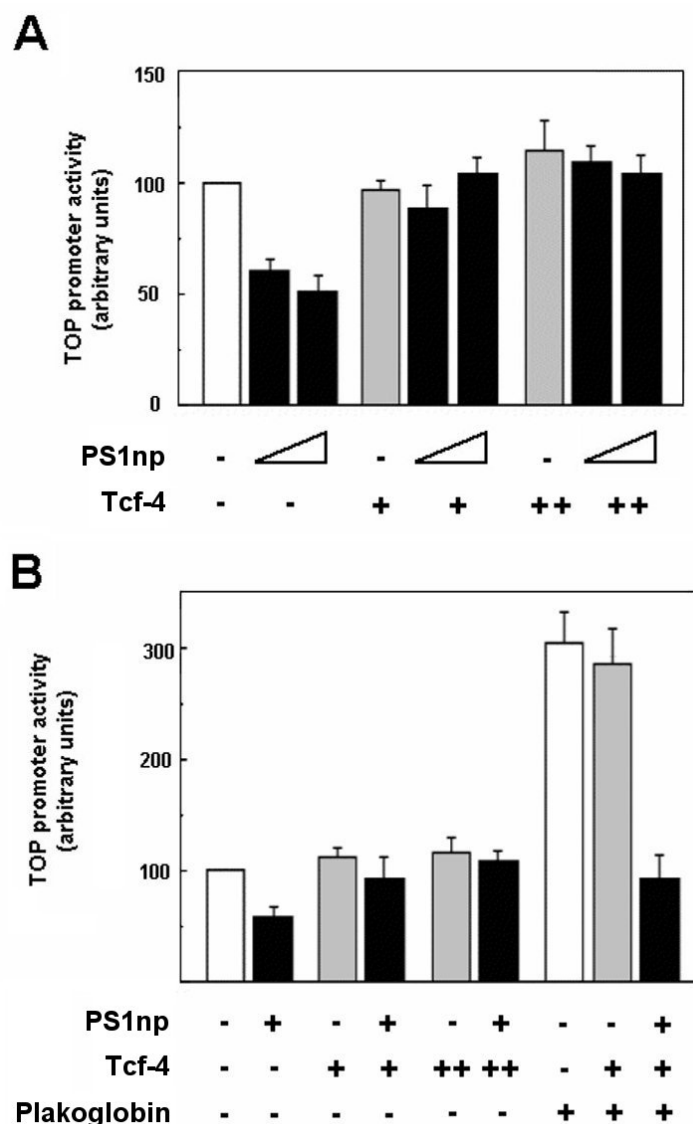 A
TOP promoter activity
(arbitrary units)
150
100
50
0
PS1np - - -
Tcf-4 - - + + ++ ++
B
TOP promoter activity
(arbitrary units)
300
200
100
PS1np - + - + - + - - +
Tcf-4 - - + + ++ ++ - + +
Plakoglobin - - - - - - + + +